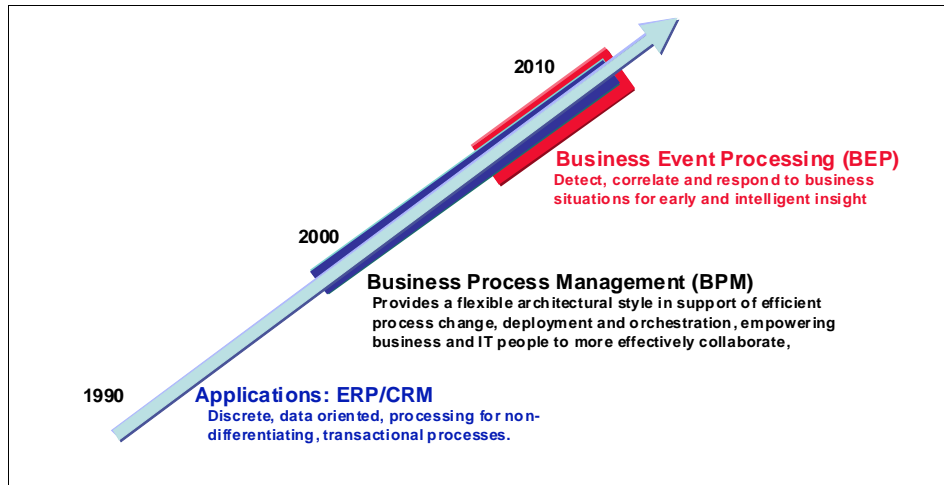 2010
Business Event Processing (BEP)
Detect, correlate and respond to business
situations for early and intelligent insight
2000
Business Process Management (BPM)
Provides a flexible architectural style in support of efficient
process change, deployment and orchestration, empowering
business and IT people to more effectively collaborate,
1990
Applications: ERP/CRM
Discrete, data oriented, processing for non-
differentiating, transactional processes.